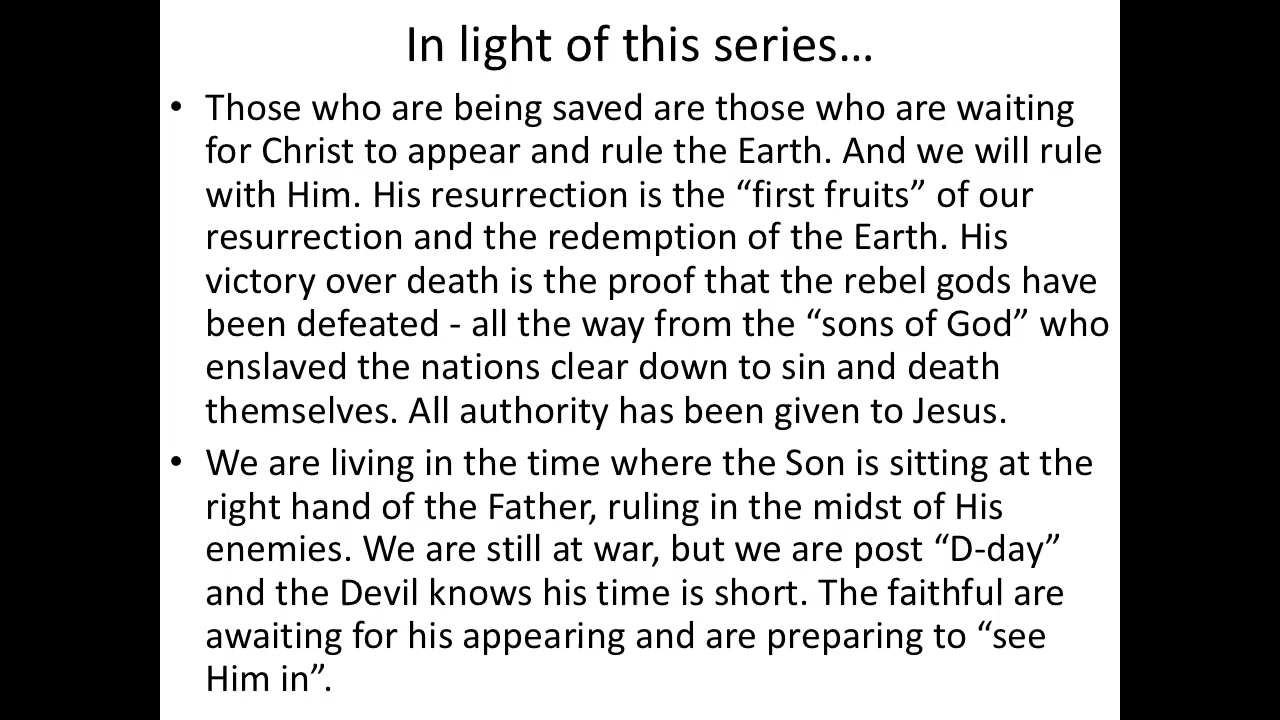 In light of this series…
• Those who are being saved are those who are waiting
for Christ to appear and rule the Earth. And we will rule
with Him. His resurrection is the “first fruits” of our
resurrection and the redemption of the Earth. His
victory over death is the proof that the rebel gods have
been defeated - all the way from the “sons of God” who
enslaved the nations clear down to sin and death
themselves. All authority has been given to Jesus.
• We are living in the time where the Son is sitting at the
right hand of the Father, ruling in the midst of His
enemies. We are still at war, but we are post “D-day”
and the Devil knows his time is short. The faithful are
awaiting for his appearing and are preparing to “see
Him in”.